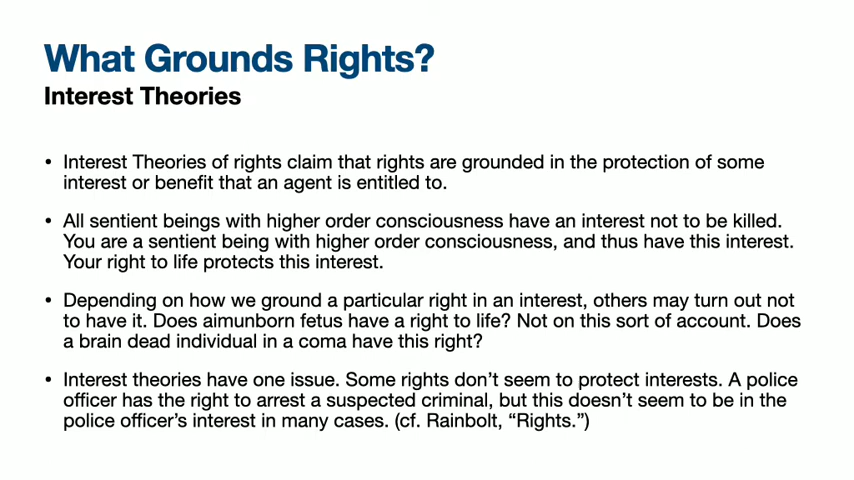 What Grounds Rights?
Interest Theories
• Interest Theories of rights claim that rights are grounded in the protection of some
interest or benefit that an agent is entitled to.
• All sentient beings with higher order consciousness have an interest not to be killed.
You are a sentient being with higher order consciousness, and thus have this interest.
Your right to life protects this interest.
• Depending on how we ground a particular right in an interest, others may turn out not
to have it. Does aimunborn fetus have a right to life? Not on this sort of account. Does
a brain dead individual in a coma have this right?
• Interest theories have one issue. Some rights don’t seem to protect interests. A police
officer has the right to arrest a suspected criminal, but this doesn’t seem to be in the
police officer’s interest in many cases. (cf. Rainbolt, “Rights.”)